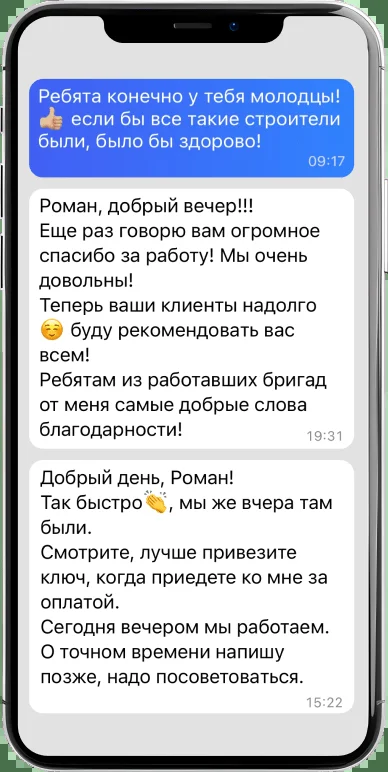 Ребята конечно у тебя молодцы!
👍🏼 если бы все такие строители
были, было бы здорово!
09:17
Роман, добрый вечер!!!
Еще раз говорю вам огромное
спасибо за работу! Мы очень
довольны!
Теперь ваши клиенты надолго
☺️ буду рекомендовать вас
всем!
Ребятам из работавших бригад
от меня самые добрые слова
благодарности!
19:31
Добрый день, Роман!
Так быстро👏, мы же вчера там
были.
Смотрите, лучше привезите
ключ, когда приедете ко мне за
оплатой.
Сегодня вечером мы работаем.
О точном времени напишу
позже, надо посоветоваться.
15:22